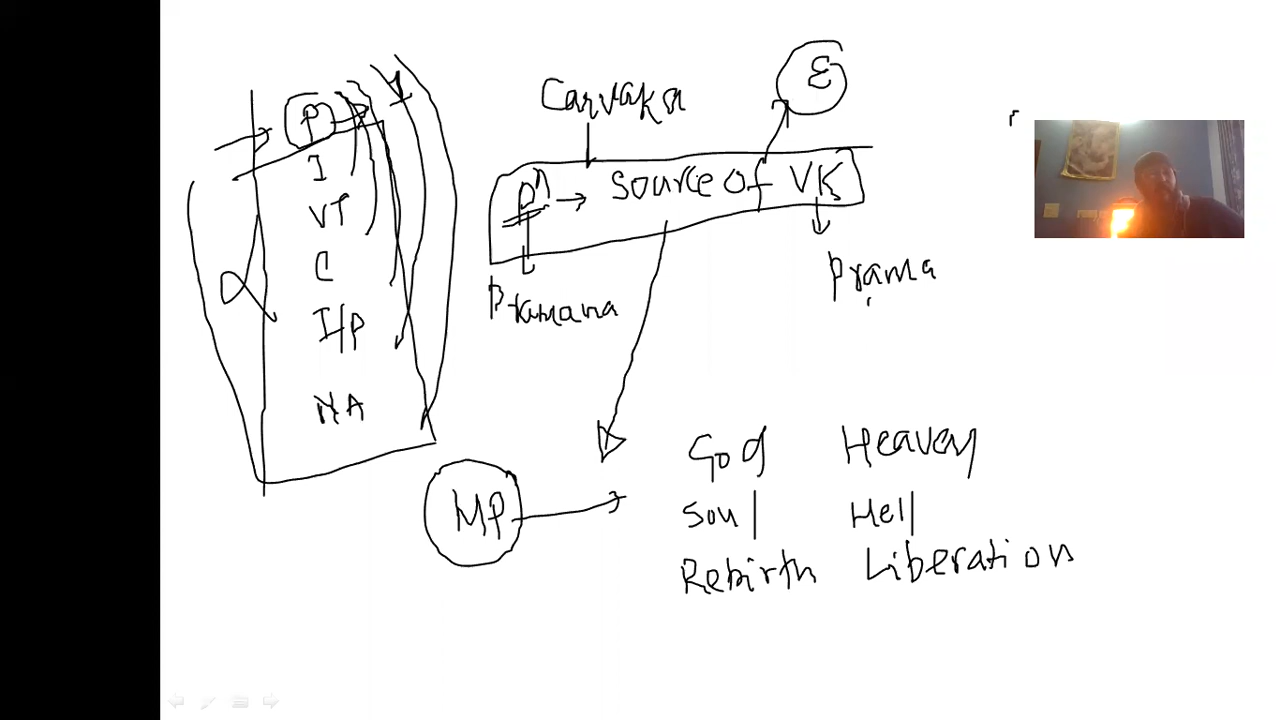 P
I
VT
C
I/P
NA
Carvaka
E
P → Source of VK
Pramana
Prama
MP
God Heaven
Soul Hell
Rebirth Liberation